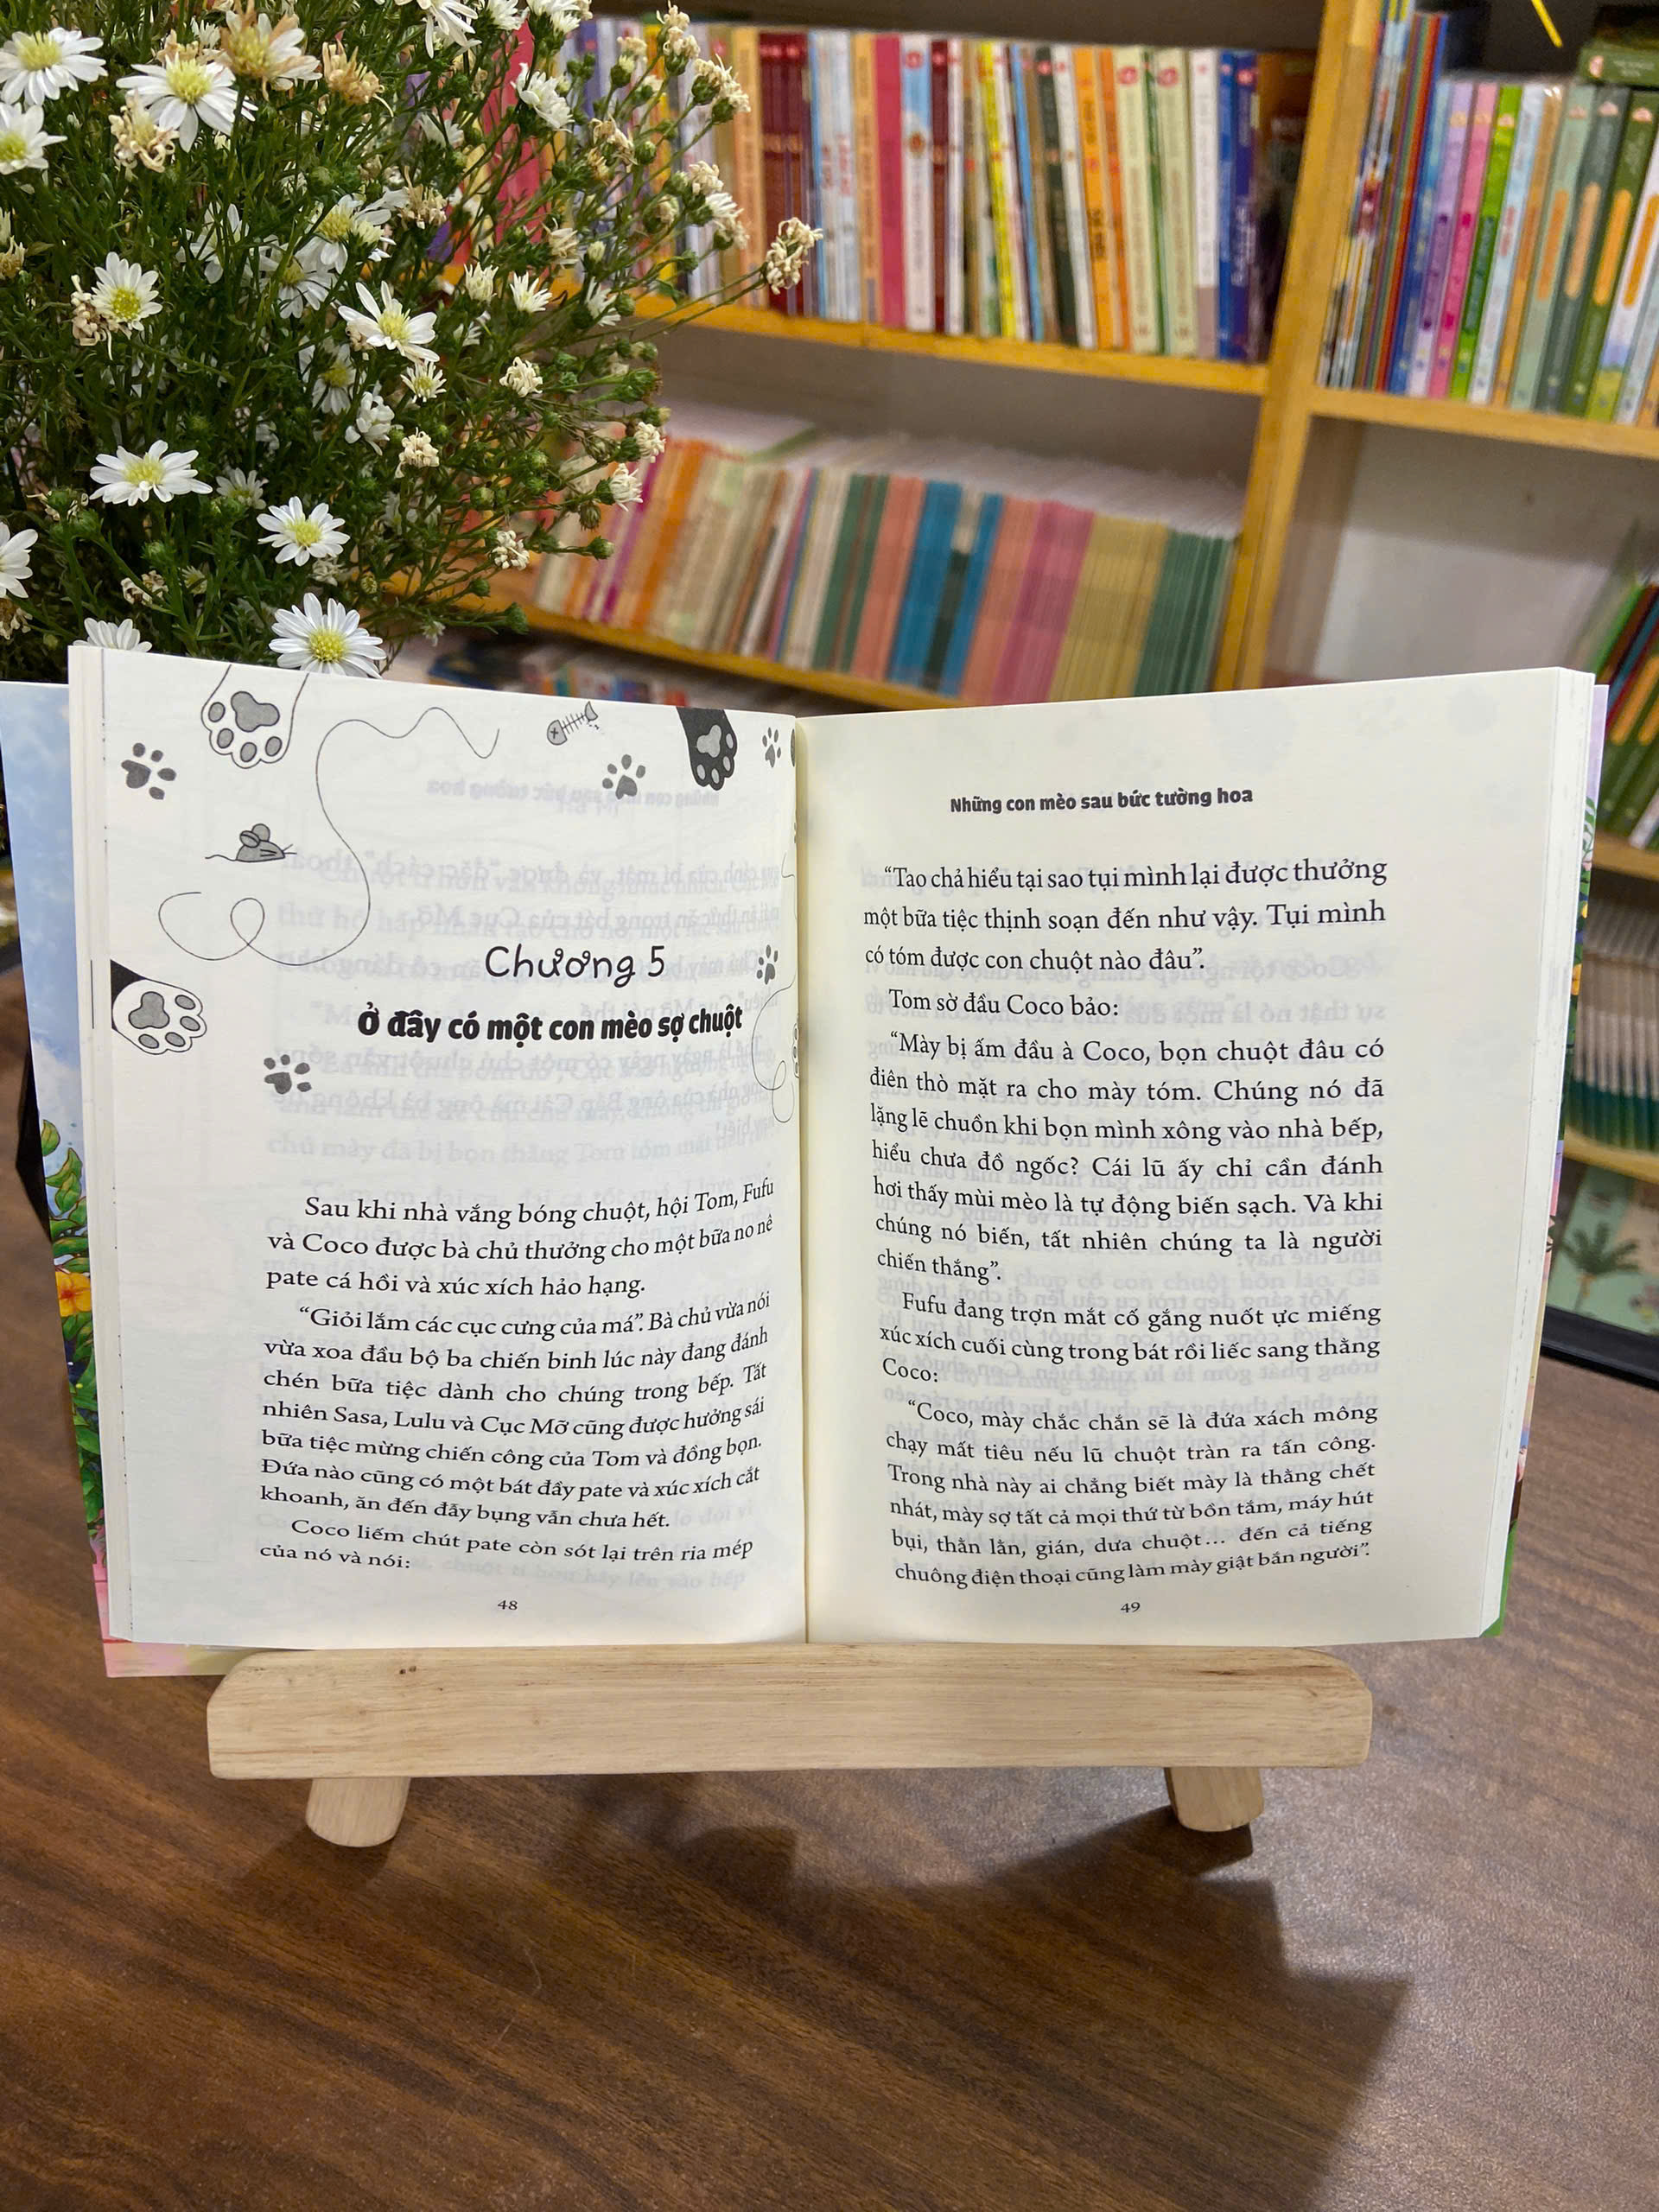 Chương 5
Ở đây có một con mèo sợ chuột
Sau khi nhà vắng bóng chuột, hội Tom, Fufu
và Coco được bà chủ thưởng cho một bữa no nê
pate cá hồi và xúc xích hảo hạng.
“Giỏi lắm các cục cưng của má”. Bà chủ vừa nói
vừa xoa đầu bộ ba chiến binh lúc này đang đánh
chén bữa tiệc dành cho chúng trong bếp. Tất
nhiên Sasa, Lulu và Cục Mỡ cũng được hưởng sái
bữa tiệc mừng chiến công của Tom và đồng bọn.
Đứa nào cũng có một bát đầy pate và xúc xích cắt
khoanh, ăn đến đẫy bụng vẫn chưa hết.
Coco liếm chút pate còn sót lại trên ria mép
của nó và nói:
48
Những con mèo sau bức tường hoa
“Tao chả hiểu tại sao tụi mình lại được thưởng
một bữa tiệc thịnh soạn đến như vậy. Tụi mình
có tóm được con chuột nào đâu”.
Tom sờ đầu Coco bảo:
“Mày bị ấm đầu à Coco, bọn chuột đâu có
điên thò mặt ra cho mày tóm. Chúng nó đã
lặng lẽ chuồn khi bọn mình xông vào nhà bếp,
hiểu chưa đồ ngốc? Cái lũ ấy chỉ cần đánh
hơi thấy mùi mèo là tự động biến sạch. Và khi
chúng nó biến, tất nhiên chúng ta là người
chiến thắng”.
Fufu đang trợn mắt cố gắng nuốt ực miếng
xúc xích cuối cùng trong bát rồi liếc sang thằng
Coco:
“Coco, mày chắc chắn sẽ là đứa xách mông
chạy mất tiêu nếu lũ chuột tràn ra tấn công.
Trong nhà này ai chẳng biết mày là thằng chết
nhát, mày sợ tất cả mọi thứ từ bồn tắm, máy hút
bụi, thằn lằn, gián, dưa chuột... đến cả tiếng
chuông điện thoại cũng làm mày giật bắn người”.
49